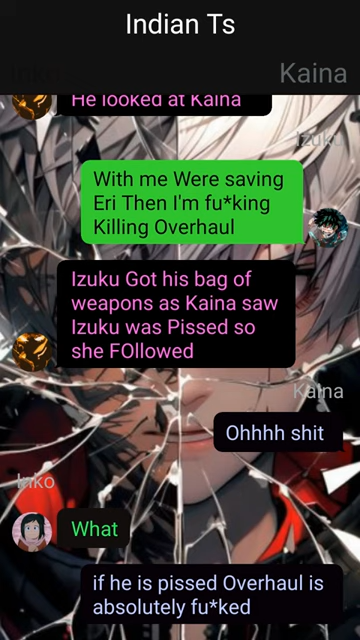 Indian Ts
Inko
Kaina
He looked at Kaina
Izuku
With me Were saving
Eri Then I'm fu*king
Killing Overhaul
Izuku Got his bag of
weapons as Kaina saw
Izuku was Pissed so
she FOllowed
Kaina
Ohhhh shit
Inko
What
if he is pissed Overhaul is
absolutely fu*ked